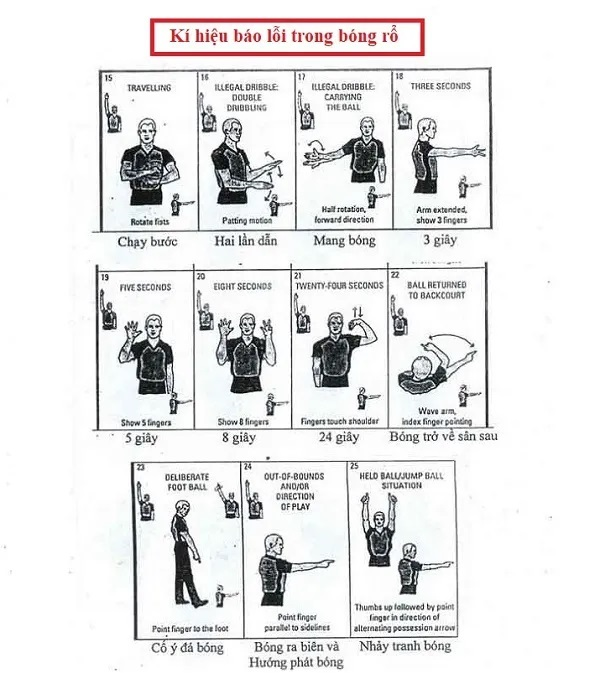 Kí hiệu báo lỗi trong bóng rổ
15
TRAVELLING
Rotate fists
Chạy bước
16
ILLEGAL DRIBBLE:
DOUBLE
DRIBBLING
Patting motion
Hai lần dẫn
17
ILLEGAL DRIBBLE:
CARRYING
THE BALL
Half rotation,
forward direction
Mang bóng
18
THREE SECONDS
Arm extended,
show 3 fingers
3 giây
19
FIVE SECONDS
Show 5 fingers
5 giây
20
EIGHT SECONDS
Show 8 fingers
8 giây
21
TWENTY-FOUR SECONDS
Fingers touch shoulder
24 giây
22
BALL RETURNED
TO BACKCOURT
Wave arm,
index finger pointing
Bóng trở về sân sau
23
DELIBERATE
FOOT BALL
Point finger to the foot
Cố ý đá bóng
24
OUT-OF-BOUNDS
AND/OR
DIRECTION
OF PLAY
Point finger
parallel to sidelines
Bóng ra biên và
Hướng phát bóng
25
HELD BALL/JUMP BALL
SITUATION
Thumbs up followed by point
finger in direction of
alternating possession arrow
Nhảy tranh bóng